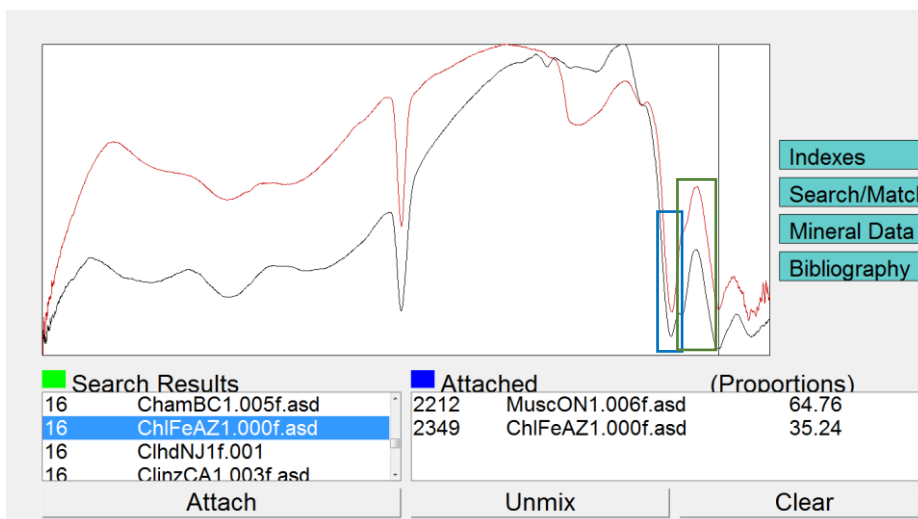 Indexes
Search/Match
Mineral Data
Bibliography
Search Results
Attached (Proportions)
16 ChamBC1.005f.asd
16 ChlFeAZ1.000f.asd
16 ClhdNJ1f.001
16 ClinzCA1.003f.asd
2212 MuscON1.006f.asd 64.76
2349 ChlFeAZ1.000f.asd 35.24
Attach
Unmix
Clear